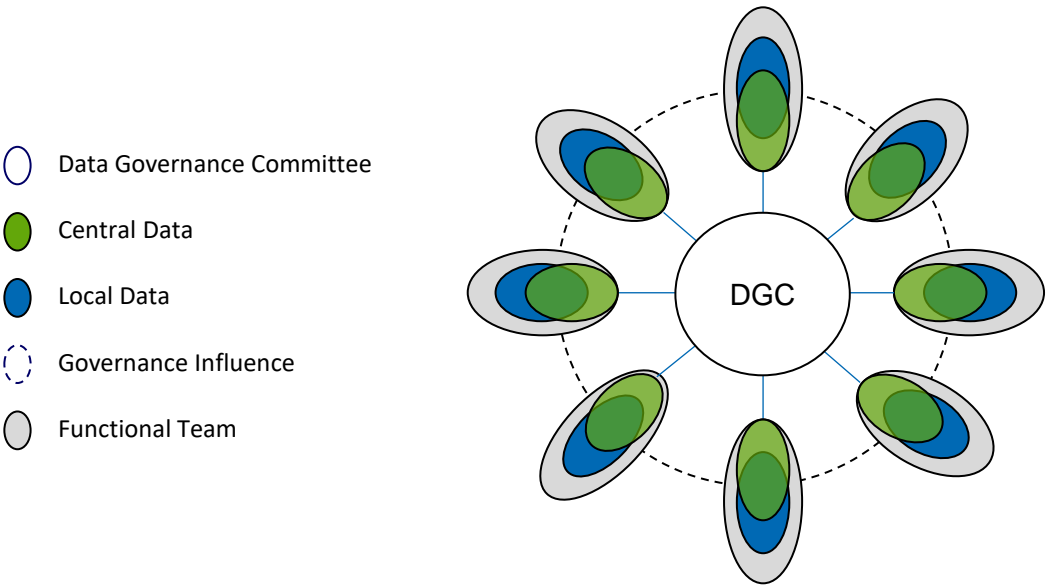 Data Governance Committee
Central Data
Local Data
Governance Influence
Functional Team
DGC